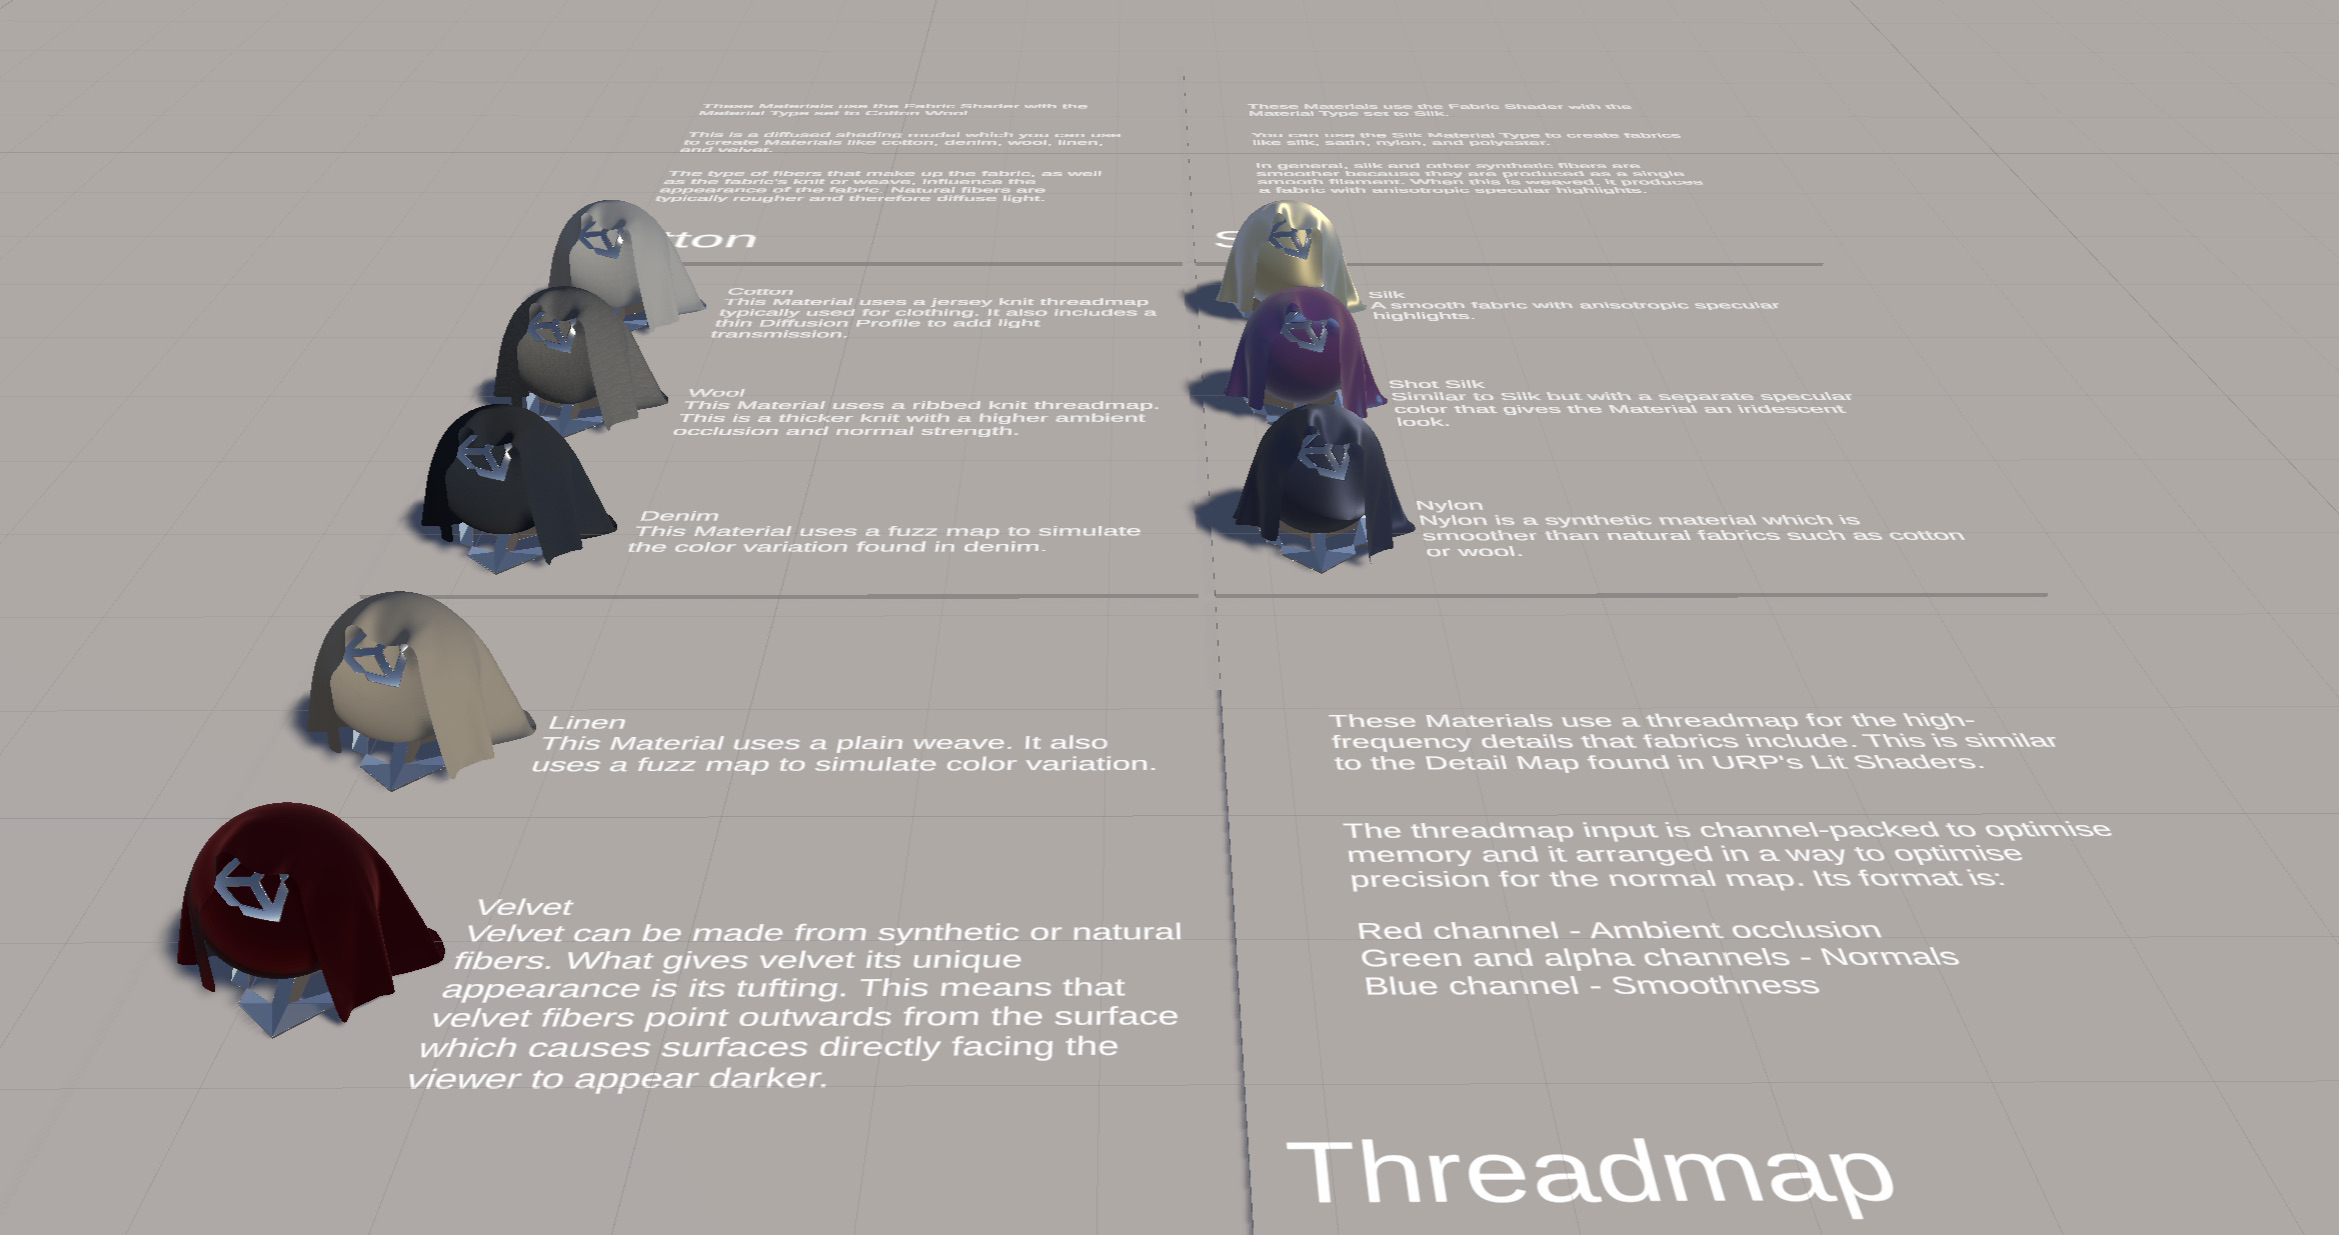 These Materials use the Fabric Shader with the
Material Type set to Cotton Wool
This is a diffused shading model which you can use
to create Materials like cotton, denim, wool, linen,
and velvet.
The type of fibers that make up the fabric, as well
as the fabric's knit or weave, influence the
appearance of the fabric. Natural fibers are
typically rougher and therefore diffuse light.
tton
Cotton
This Material uses a jersey knit threadmap
typically used for clothing. It also includes a
thin Diffusion Profile to add light
transmission.
Wool
This Material uses a ribbed knit threadmap.
This is a thicker knit with a higher ambient
occlusion and normal strength.
Denim
This Material uses a fuzz map to simulate
the color variation found in denim.
Linen
This Material uses a plain weave. It also
uses a fuzz map to simulate color variation.
Velvet
Velvet can be made from synthetic or natural
fibers. What gives velvet its unique
appearance is its tufting. This means that
velvet fibers point outwards from the surface
which causes surfaces directly facing the
viewer to appear darker.
These Materials use the Fabric Shader with the
Material Type set to Silk.
You can use the Silk Material Type to create fabrics
like silk, satin, nylon, and polyester.
In general, silk and other synthetic fibers are
smoother because they are produced as a single
smooth filament. When this is weaved, it produces
a fabric with anisotropic specular highlights.
S
Silk
A smooth fabric with anisotropic specular
highlights.
Shot Silk
Similar to Silk but with a separate specular
color that gives the Material an iridescent
look.
Nylon
Nylon is a synthetic material which is
smoother than natural fabrics such as cotton
or wool.
These Materials use a threadmap for the high-
frequency details that fabrics include. This is similar
to the Detail Map found in URP's Lit Shaders.
The threadmap input is channel-packed to optimise
memory and it arranged in a way to optimise
precision for the normal map. Its format is:
Red channel - Ambient occlusion
Green and alpha channels - Normals
Blue channel - Smoothness
Threadmap